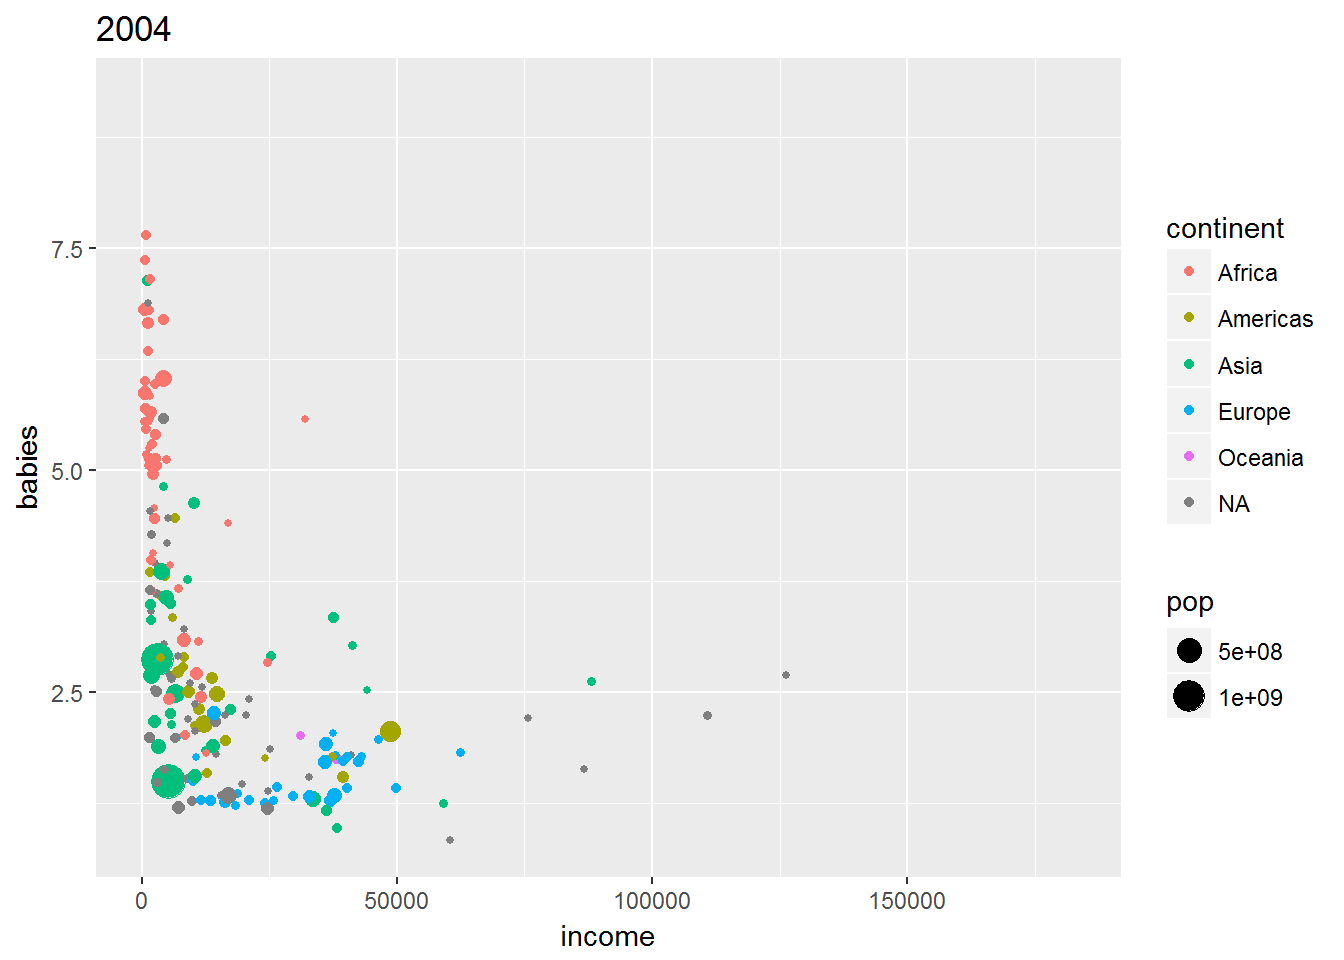 2004
babies
7.5
5.0
2.5
0
50000
100000
150000
income
continent
Africa
Americas
Asia
Europe
Oceania
NA
pop
5e+08
1e+09